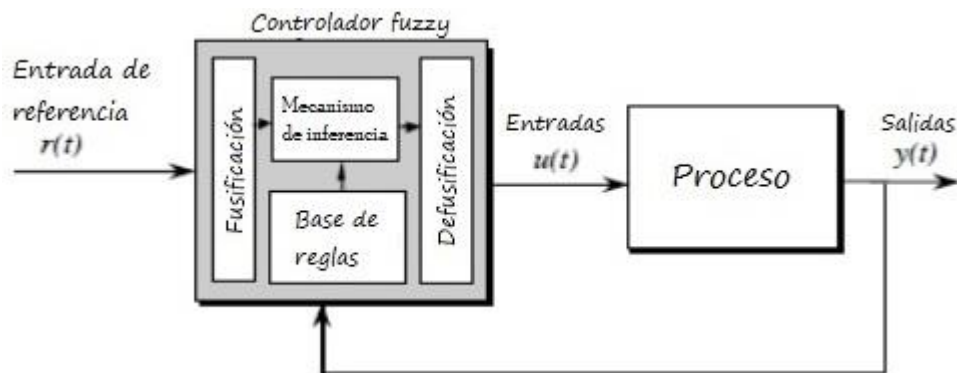 Controlador fuzzy
Entrada de
referencia
r(t)
Fusificación
Mecanismo
de inferencia
Base de
reglas
Defusificación
Entradas
u(t)
Proceso
Salidas
y(t)